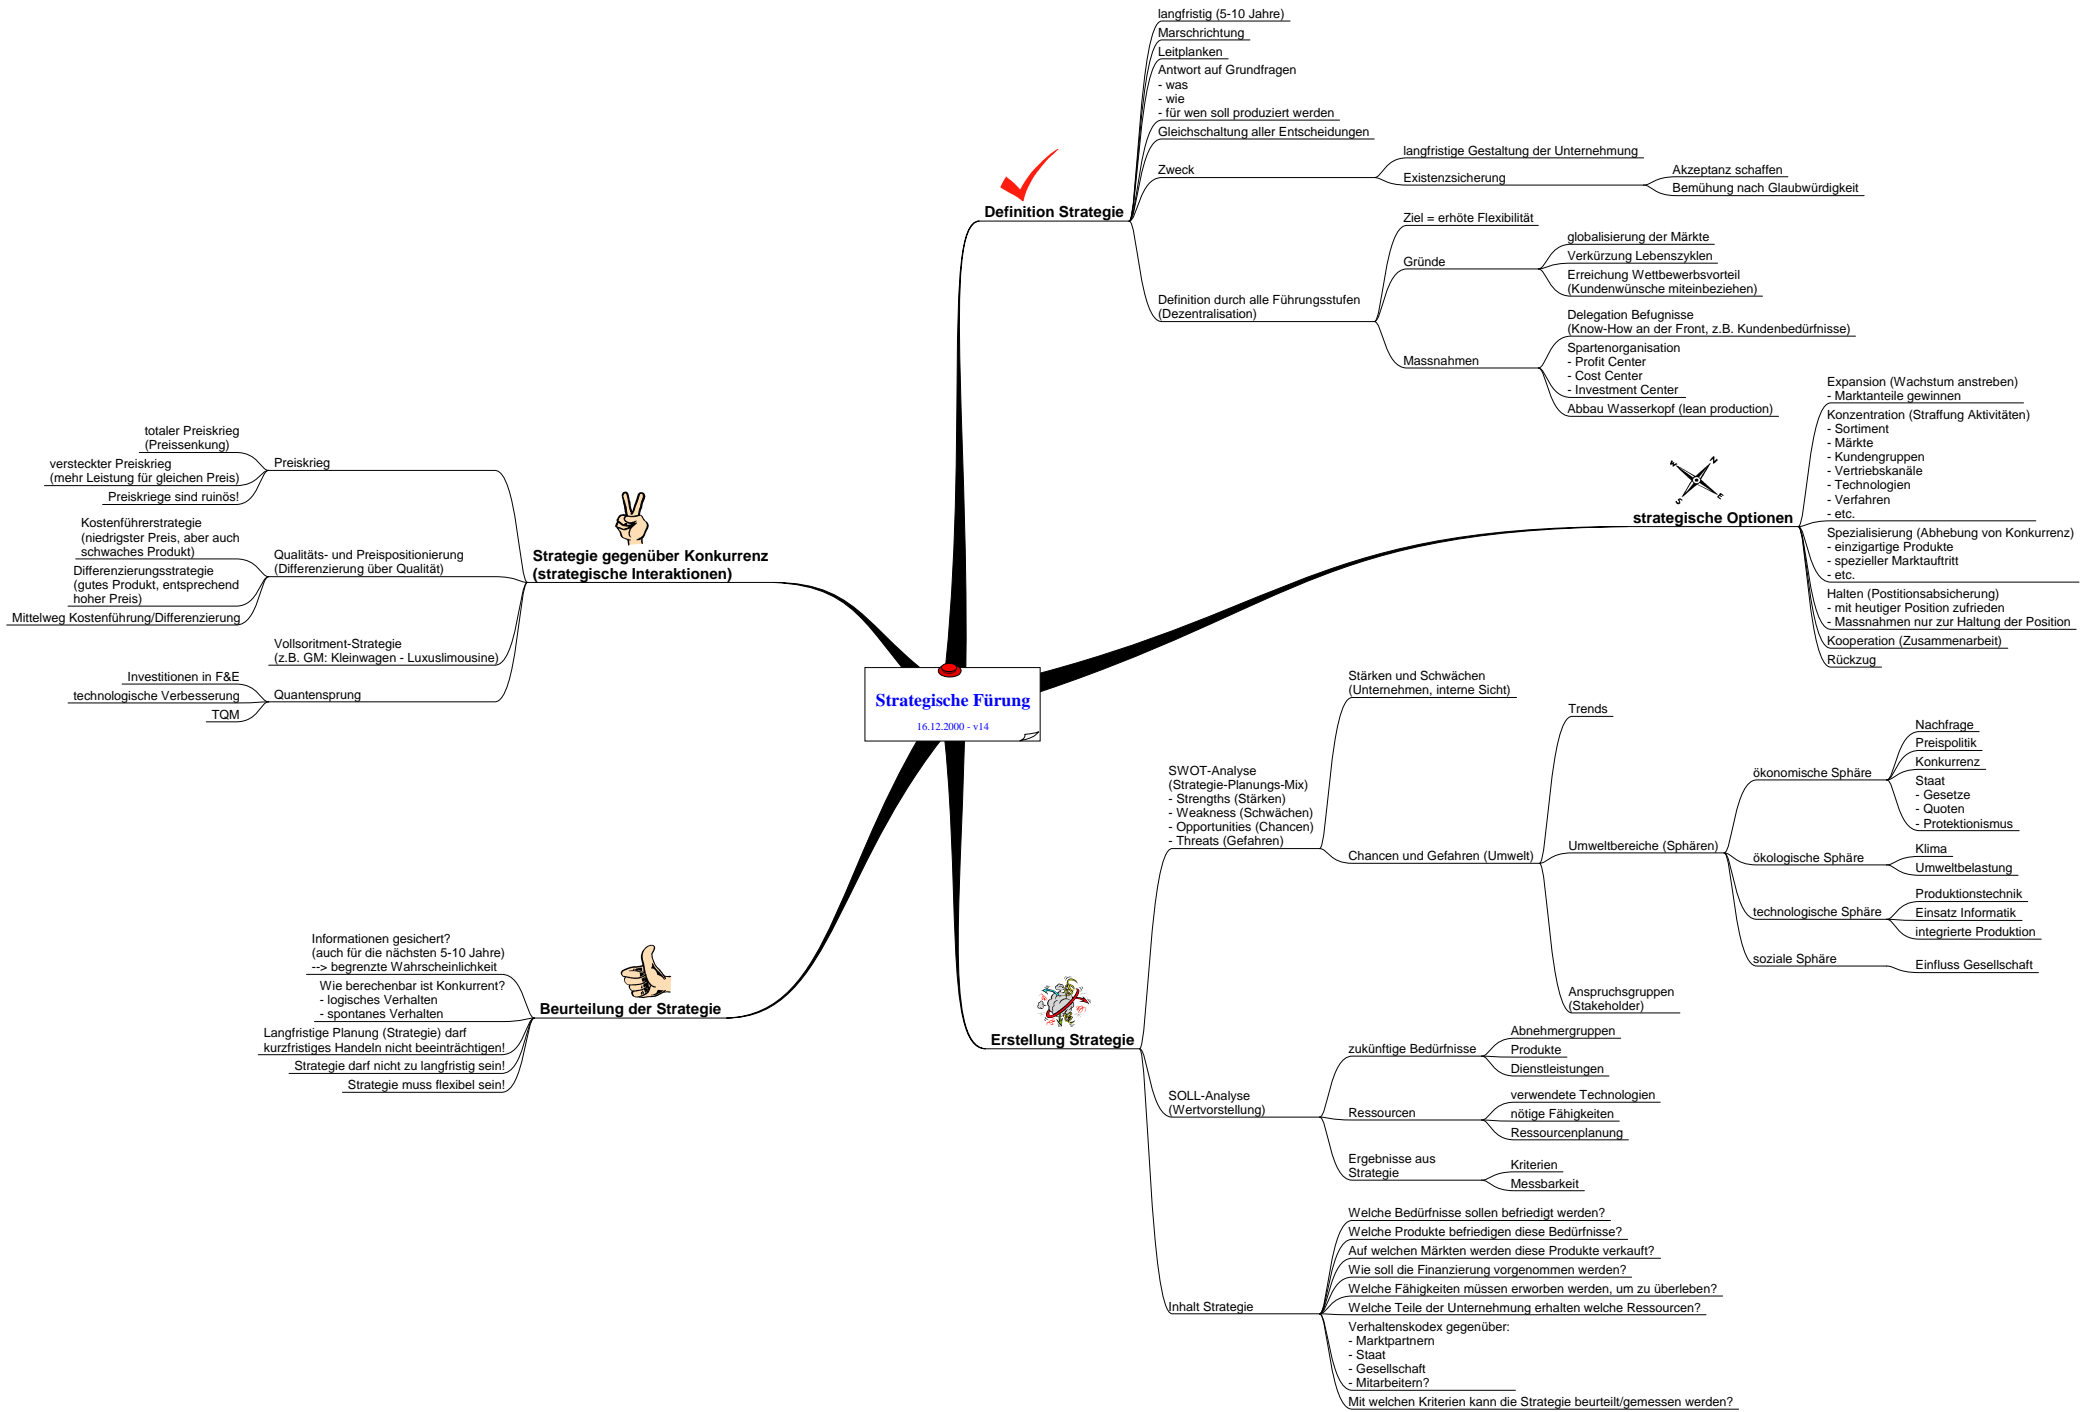 Strategische Fürung
16.12.2000 - v14
Definition Strategie
langfristig (5-10 Jahre)
Marschrichtung
Leitplanken
Antwort auf Grundfragen
- was
- wie
- für wen soll produziert werden
Gleichschaltung aller Entscheidungen
Zweck
langfristige Gestaltung der Unternehmung
Existenzsicherung
Akzeptanz schaffen
Bemühung nach Glaubwürdigkeit
Definition durch alle Führungsstufen
(Dezentralisation)
Ziel = erhöte Flexibilität
Gründe
globalisierung der Märkte
Verkürzung Lebenszyklen
Erreichung Wettbewerbsvorteil
(Kundenwünsche miteinbeziehen)
Massnahmen
Delegation Befugnisse
(Know-How an der Front, z.B. Kundenbedürfnisse)
Spartenorganisation
- Profit Center
- Cost Center
- Investment Center
Abbau Wasserkopf (lean production)
N
W
E
S
strategische Optionen
Expansion (Wachstum anstreben)
- Marktanteile gewinnen
Konzentration (Straffung Aktivitäten)
- Sortiment
- Märkte
- Kundengruppen
- Vertriebskanäle
- Technologien
- Verfahren
- etc.
Spezialisierung (Abhebung von Konkurrenz)
- einzigartige Produkte
- spezieller Marktauftritt
- etc.
Halten (Postitionsabsicherung)
- mit heutiger Position zufrieden
- Massnahmen nur zur Haltung der Position
Kooperation (Zusammenarbeit)
Rückzug
Erstellung Strategie
SWOT-Analyse
(Strategie-Planungs-Mix)
- Strengths (Stärken)
- Weakness (Schwächen)
- Opportunities (Chancen)
- Threats (Gefahren)
Stärken und Schwächen
(Unternehmen, interne Sicht)
Chancen und Gefahren (Umwelt)
Trends
Umweltbereiche (Sphären)
ökonomische Sphäre
Nachfrage
Preispolitik
Konkurrenz
Staat
- Gesetze
- Quoten
- Protektionismus
ökologische Sphäre
Klima
Umweltbelastung
technologische Sphäre
Produktionstechnik
Einsatz Informatik
integrierte Produktion
soziale Sphäre
Einfluss Gesellschaft
Anspruchsgruppen
(Stakeholder)
SOLL-Analyse
(Wertvorstellung)
zukünftige Bedürfnisse
Abnehmergruppen
Produkte
Dienstleistungen
Ressourcen
verwendete Technologien
nötige Fähigkeiten
Ressourcenplanung
Ergebnisse aus
Strategie
Kriterien
Messbarkeit
Inhalt Strategie
Welche Bedürfnisse sollen befriedigt werden?
Welche Produkte befriedigen diese Bedürfnisse?
Auf welchen Märkten werden diese Produkte verkauft?
Wie soll die Finanzierung vorgenommen werden?
Welche Fähigkeiten müssen erworben werden, um zu überleben?
Welche Teile der Unternehmung erhalten welche Ressourcen?
Verhaltenskodex gegenüber:
- Marktpartnern
- Staat
- Gesellschaft
- Mitarbeitern?
Mit welchen Kriterien kann die Strategie beurteilt/gemessen werden?
Beurteilung der Strategie
Informationen gesichert?
(auch für die nächsten 5-10 Jahre)
--> begrenzte Wahrscheinlichkeit
Wie berechenbar ist Konkurrent?
- logisches Verhalten
- spontanes Verhalten
Langfristige Planung (Strategie) darf
kurzfristiges Handeln nicht beeinträchtigen!
Strategie darf nicht zu langfristig sein!
Strategie muss flexibel sein!
Strategie gegenüber Konkurrenz
(strategische Interaktionen)
Preiskrieg
totaler Preiskrieg
(Preissenkung)
versteckter Preiskrieg
(mehr Leistung für gleichen Preis)
Preiskriege sind ruinös!
Qualitäts- und Preispositionierung
(Differenzierung über Qualität)
Kostenführerstrategie
(niedrigster Preis, aber auch
schwaches Produkt)
Differenzierungsstrategie
(gutes Produkt, entsprechend
hoher Preis)
Mittelweg Kostenführung/Differenzierung
Vollsoritment-Strategie
(z.B. GM: Kleinwagen - Luxuslimousine)
Quantensprung
Investitionen in F&E
technologische Verbesserung
TQM